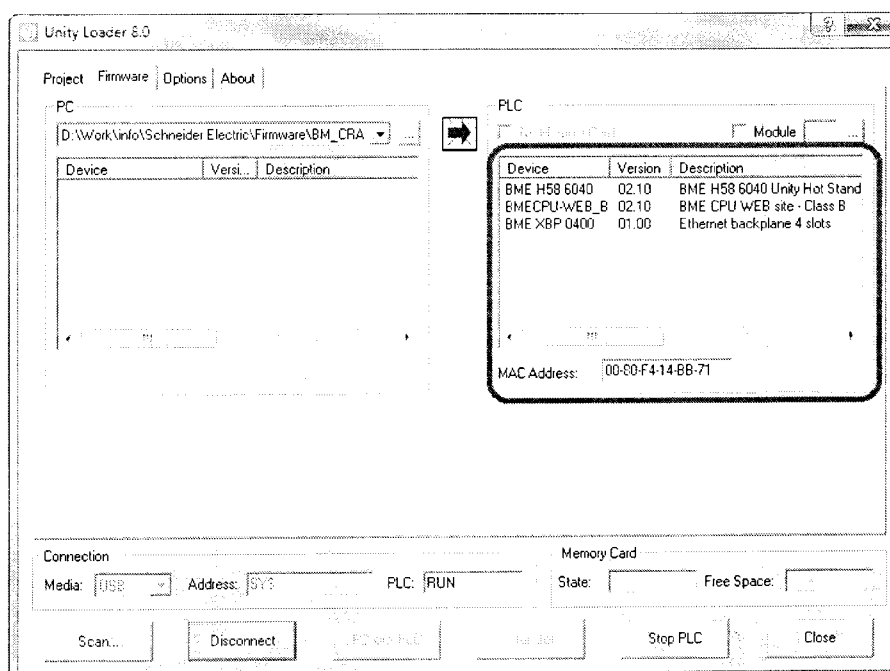 Unity Loader 8.0
Project Firmware Options About
PC
D:\Work\info\Schneider Electric\Firmware\BM_CRA ...
Device Versi... Description
PLC
Module ...
Device Version Description
BME H58 6040 02.10 BME H58 6040 Unity Hot Stand
BMECPU-WEB_B 02.10 BME CPU WEB site - Class B
BME XBP 0400 01.00 Ethernet backplane 4 slots
MAC Address: 00-80-F4-14-BB-71
Connection
Media: USB Address: SYS PLC: RUN
Memory Card
State: Free Space:
Scan... Disconnect Stop PLC Close